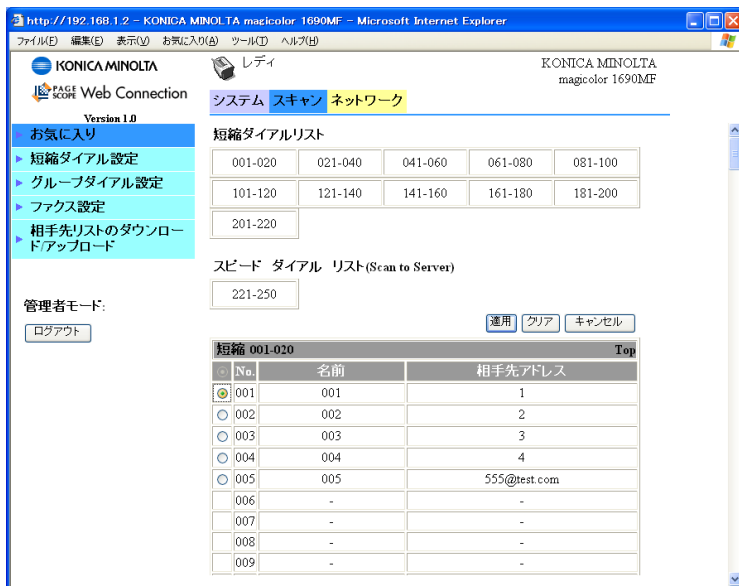 http://192.168.1.2 - KONICA MINOLTA magicolor 1690MF - Microsoft Internet Explorer
ファイル(F) 編集(E) 表示(V) お気に入り(A) ツール(T) ヘルプ(H)
KONICA MINOLTA
PAGE SCOPE Web Connection
Version 1.0
レディ
KONICA MINOLTA
magicolor 1690MF
システム スキャン ネットワーク
お気に入り
短縮ダイアル設定
グループダイアル設定
ファクス設定
相手先リストのダウンロー
ド/アップロード
管理者モード:
ログアウト
短縮ダイアルリスト
001-020 021-040 041-060 061-080 081-100
101-120 121-140 141-160 161-180 181-200
201-220
スピード ダイアル リスト(Scan to Server)
221-250
適用 クリア キャンセル
短縮 001-020 Top
No. 名前 相手先アドレス
001 001 1
002 002 2
003 003 3
004 004 4
005 005 555@test.com
006 - -
007 - -
008 - -
009 - -